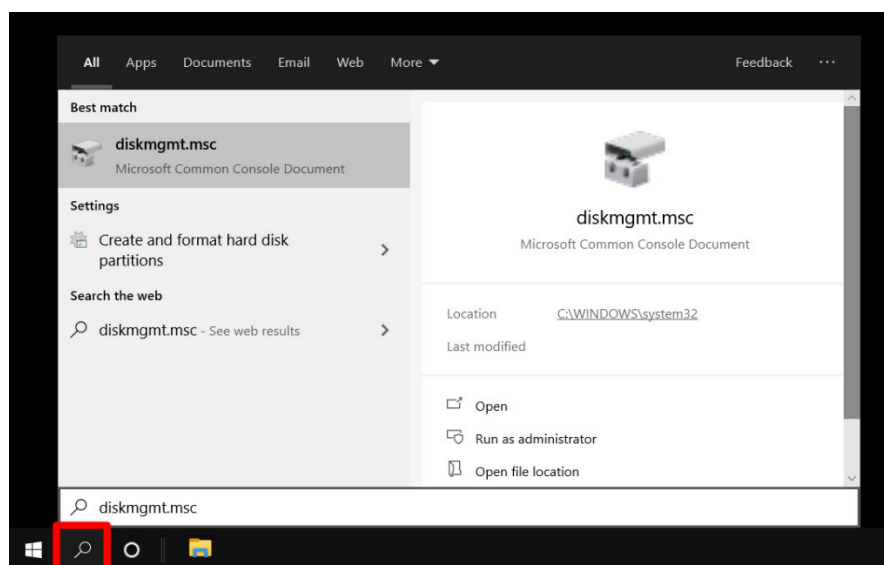 All Apps Documents Email Web More Feedback ...
Best match
diskmgmt.msc
Microsoft Common Console Document
Settings
Create and format hard disk
partitions
Search the web
diskmgmt.msc - See web results
diskmgmt.msc
Microsoft Common Console Document
Location C:\WINDOWS\system32
Last modified
Open
Run as administrator
Open file location
diskmgmt.msc